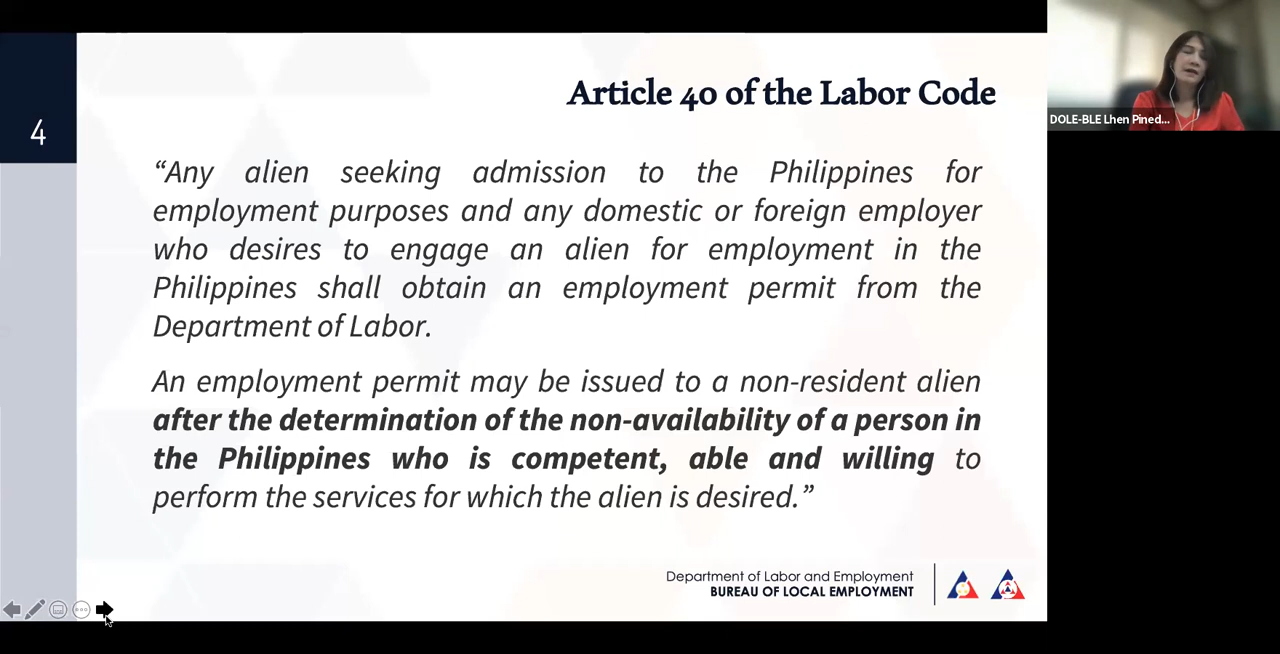 Article 40 of the Labor Code
4
“Any alien seeking admission to the Philippines for
employment purposes and any domestic or foreign employer
who desires to engage an alien for employment in the
Philippines shall obtain an employment permit from the
Department of Labor.
An employment permit may be issued to a non-resident alien
after the determination of the non-availability of a person in
the Philippines who is competent, able and willing to
perform the services for which the alien is desired.”
Department of Labor and Employment
BUREAU OF LOCAL EMPLOYMENT
DOLE-BLE Lhen Pined...